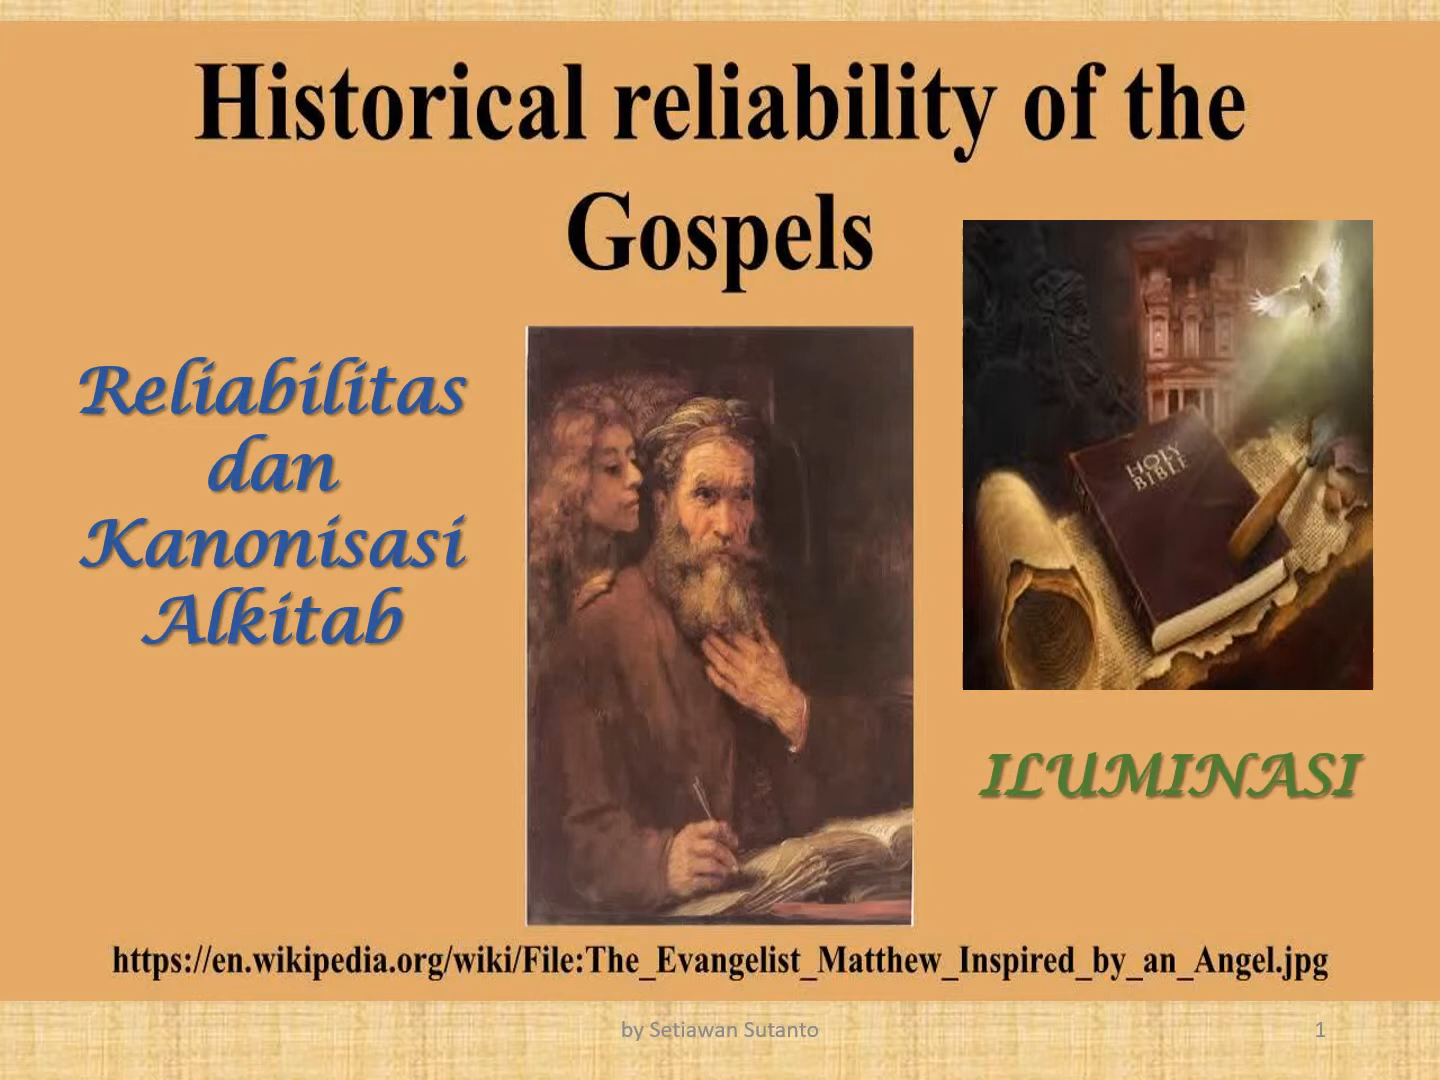 Historical reliability of the
Gospels
Reliabilitas
dan
Kanonisasi
Alkitab
HOLY
BIBLE
ILUMINASI
https://en.wikipedia.org/wiki/File:The_Evangelist_Matthew_Inspired_by_an_Angel.jpg
by Setiawan Sutanto
1